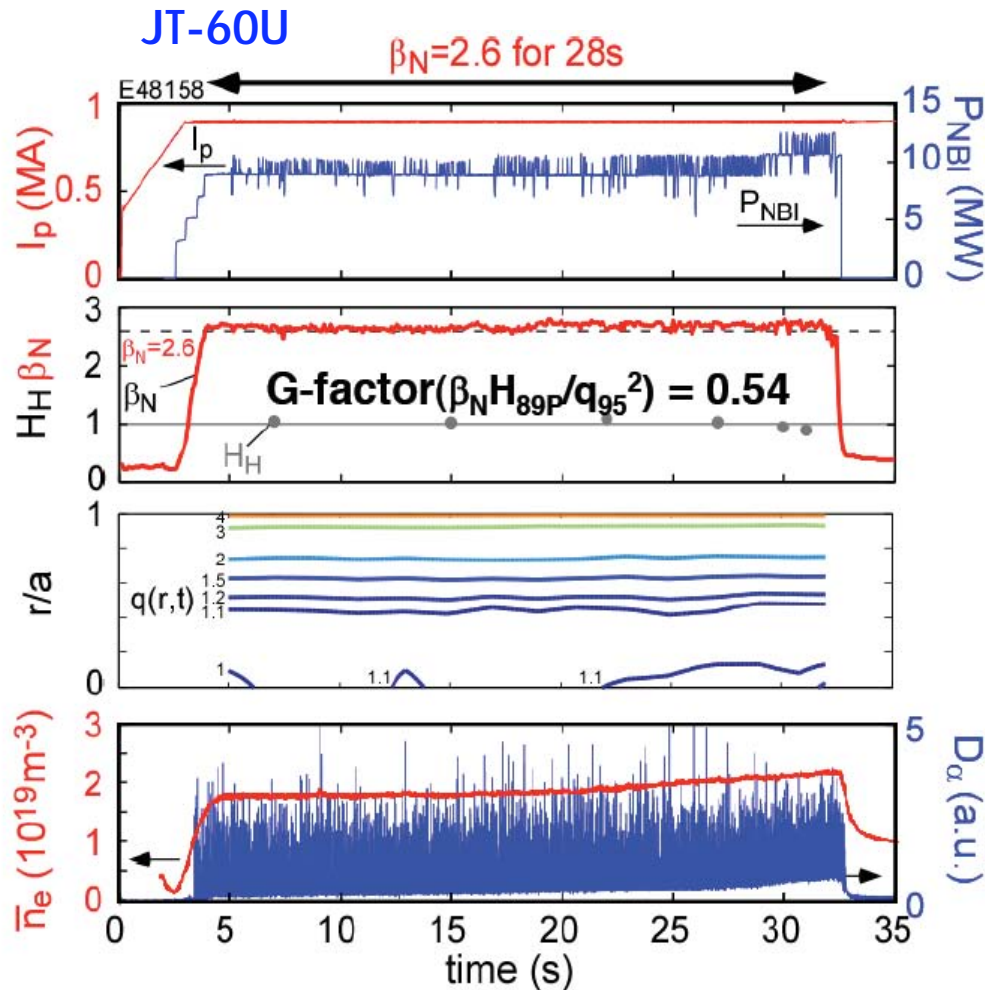 JT-60U
βN=2.6 for 28s
E48158
Ip (MA)
1
0.5
0
Ip
PNBI
15
10
5
0
PNBI (MW)
HH βN
3
2
1
0
βN=2.6
βN
G-factor(βNH89P/q95²) = 0.54
HH
r/a
1
0
q(r,t)
4
3
2
1.5
1.2
1.1
1
1.1
1.1
n̅e (10¹⁹m⁻³)
3
2
1
0
5
0
Dα (a.u.)
0 5 10 15 20 25 30 35
time (s)